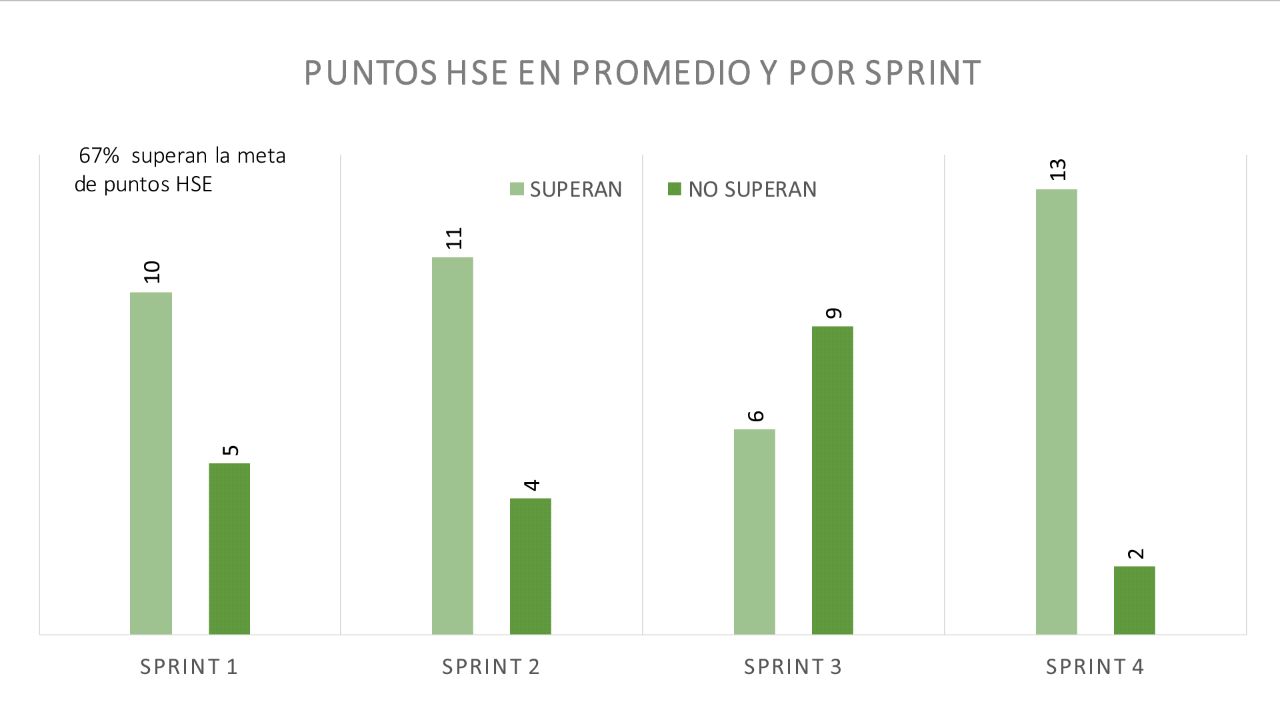 PUNTOS HSE EN PROMEDIO Y POR SPRINT
67% superan la meta
de puntos HSE
SUPERAN NO SUPERAN
10
5
11
4
6
9
13
2
SPRINT 1 SPRINT 2 SPRINT 3 SPRINT 4